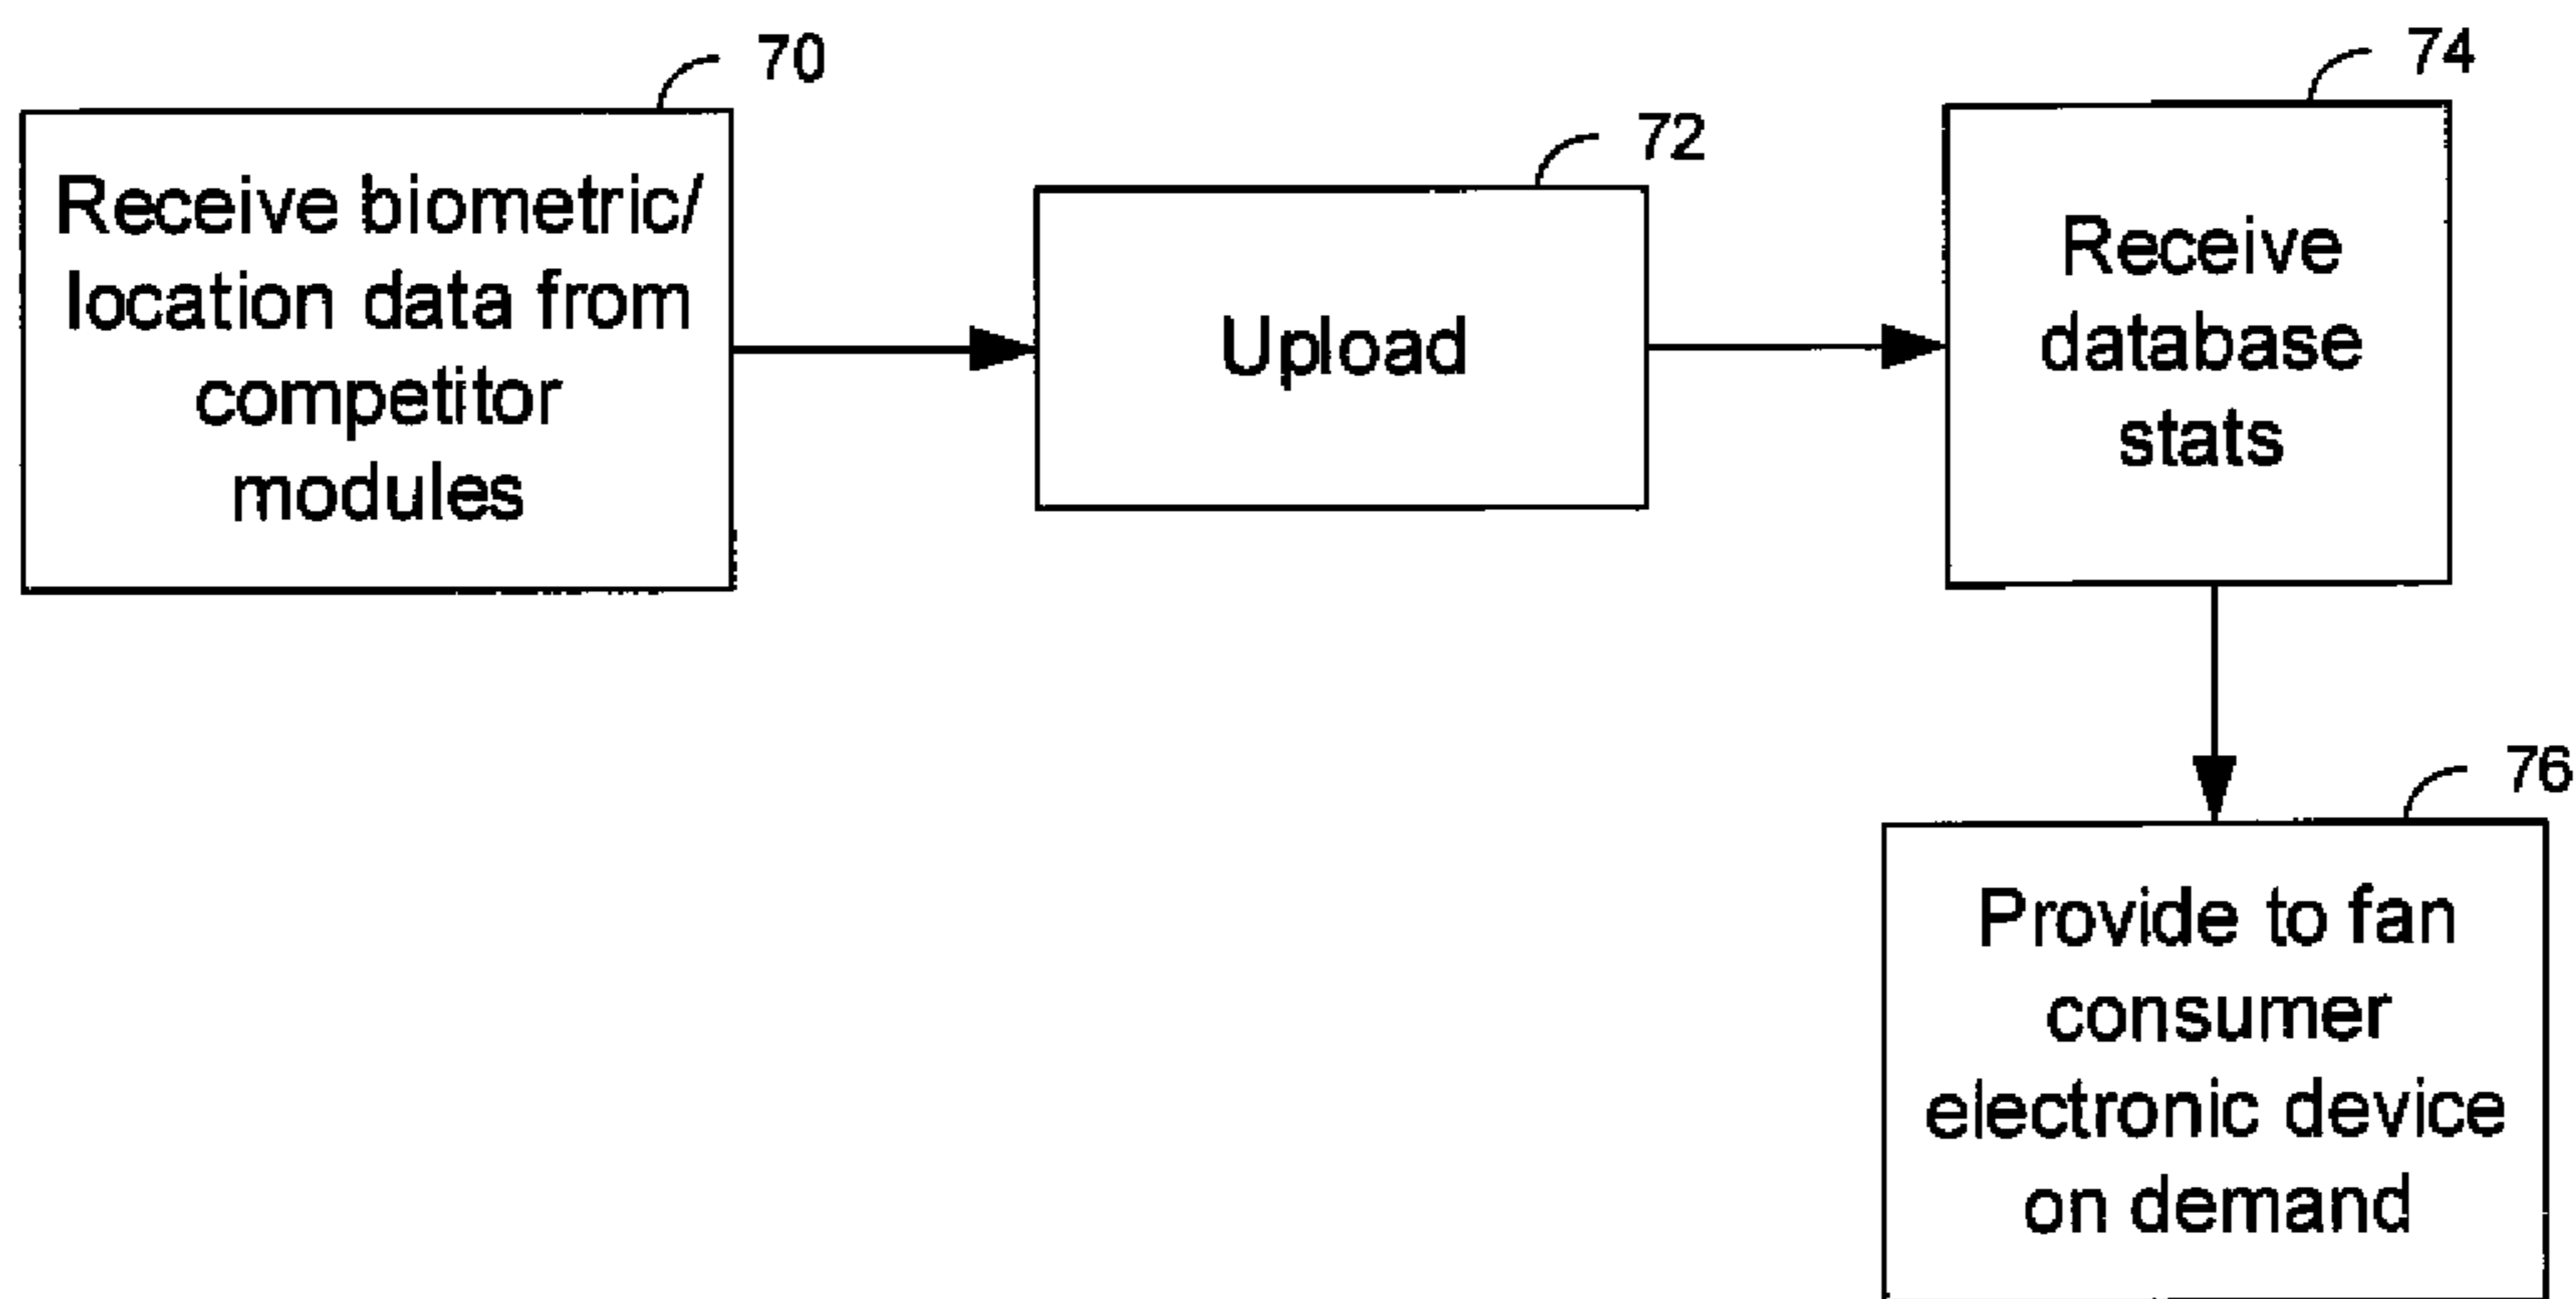 70
Receive biometric/
location data from
competitor
modules
72
Upload
74
Receive
database
stats
76
Provide to fan
consumer
electronic device
on demand